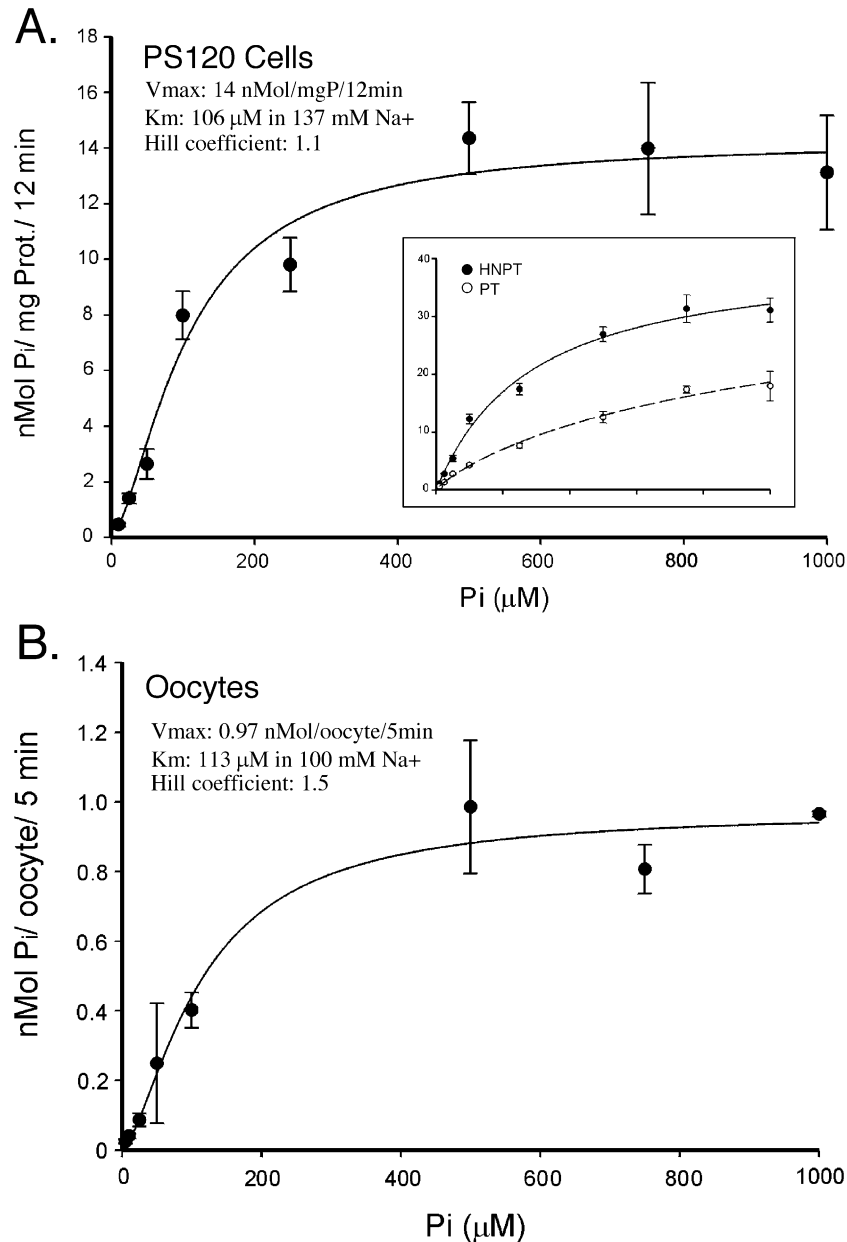 A.
PS120 Cells
Vmax: 14 nMol/mgP/12min
Km: 106 µM in 137 mM Na+
Hill coefficient: 1.1
nMol Pi/ mg Prot./ 12 min
18
16
14
12
10
8
6
4
2
0
0 200 400 600 800 1000
Pi (µM)
HNPT
PT
40
30
20
10
0
B.
Oocytes
Vmax: 0.97 nMol/oocyte/5min
Km: 113 µM in 100 mM Na+
Hill coefficient: 1.5
nMol Pi/ oocyte/ 5 min
1.4
1.2
1.0
0.8
0.6
0.4
0.2
0
0 200 400 600 800 1000
Pi (µM)